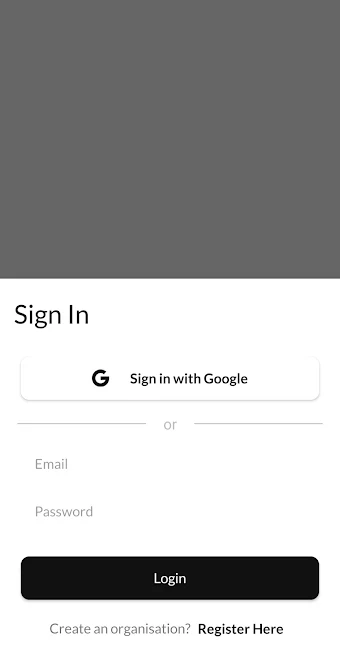 Sign In
Sign in with Google
or
Email
Password
Login
Create an organisation? Register Here